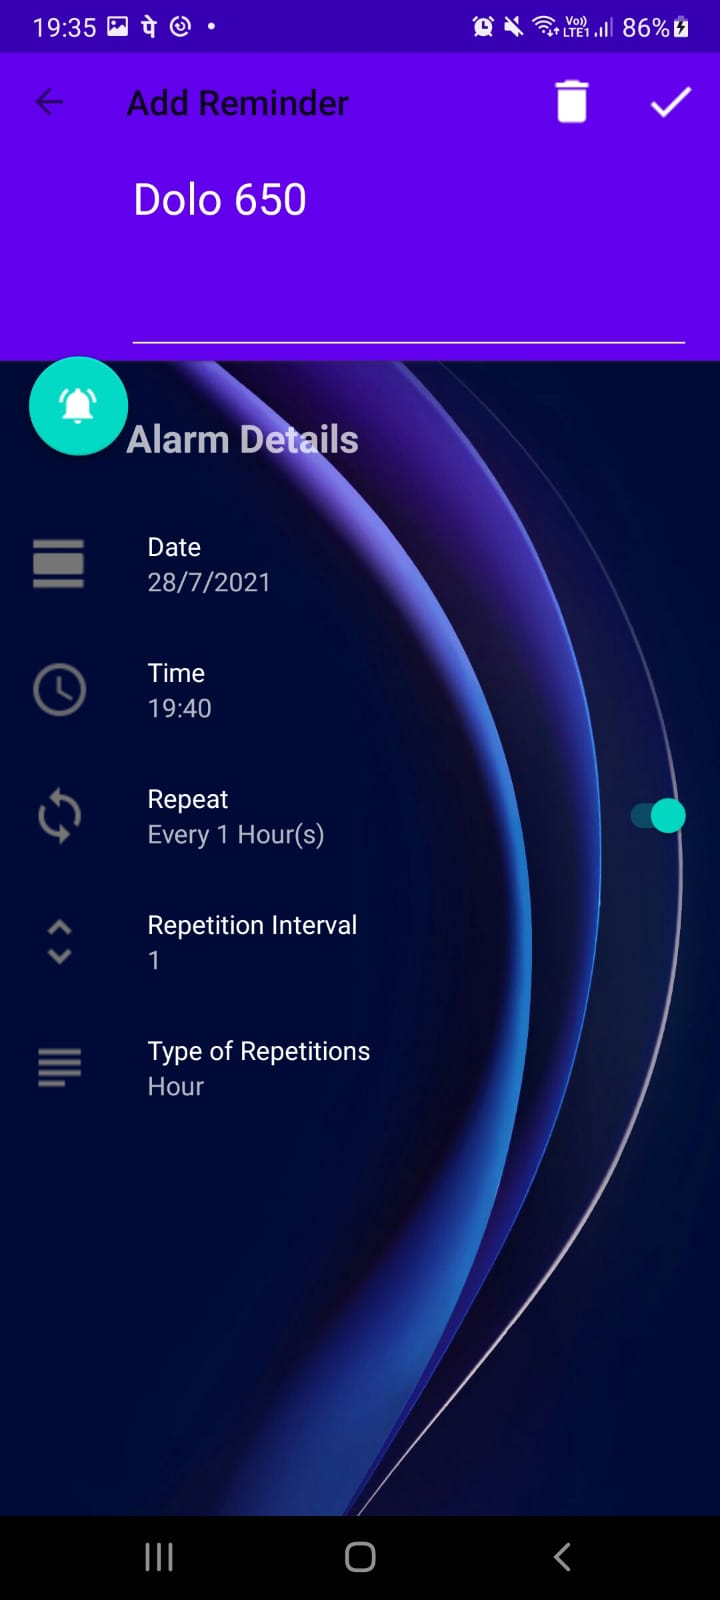 19:35 पे Vo)) LTE1 86%
Add Reminder
Dolo 650
Alarm Details
Date
28/7/2021
Time
19:40
Repeat
Every 1 Hour(s)
Repetition Interval
1
Type of Repetitions
Hour